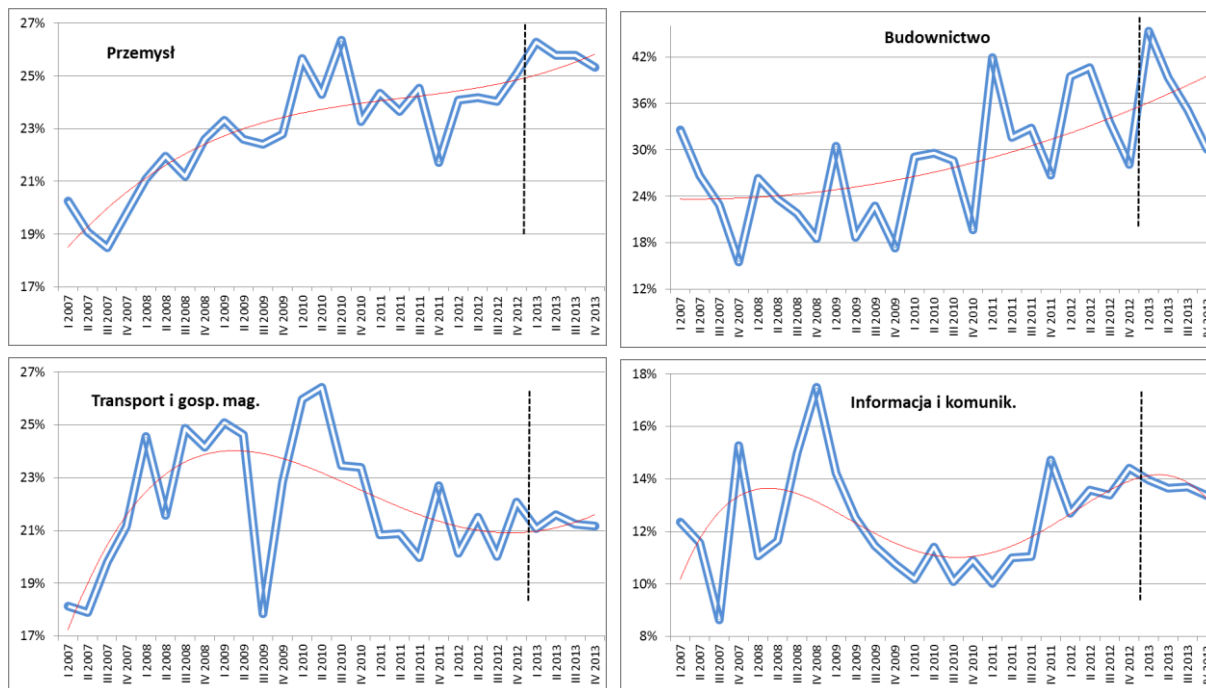 Przemysł
27%
25%
23%
21%
19%
17%
I 2007
II 2007
III 2007
IV 2007
I 2008
II 2008
III 2008
IV 2008
I 2009
II 2009
III 2009
IV 2009
I 2010
II 2010
III 2010
IV 2010
I 2011
II 2011
III 2011
IV 2011
I 2012
II 2012
III 2012
IV 2012
I 2013
II 2013
III 2013
IV 2013
Budownictwo
42%
36%
30%
24%
18%
12%
I 2007
II 2007
III 2007
IV 2007
I 2008
II 2008
III 2008
IV 2008
I 2009
II 2009
III 2009
IV 2009
I 2010
II 2010
III 2010
IV 2010
I 2011
II 2011
III 2011
IV 2011
I 2012
II 2012
III 2012
IV 2012
I 2013
II 2013
III 2013
IV 2013
Transport i gosp. mag.
27%
25%
23%
21%
19%
17%
I 2007
II 2007
III 2007
IV 2007
I 2008
II 2008
III 2008
IV 2008
I 2009
II 2009
III 2009
IV 2009
I 2010
II 2010
III 2010
IV 2010
I 2011
II 2011
III 2011
IV 2011
I 2012
II 2012
III 2012
IV 2012
I 2013
II 2013
III 2013
IV 2013
Informacja i komunik.
18%
16%
14%
12%
10%
8%
I 2007
II 2007
III 2007
IV 2007
I 2008
II 2008
III 2008
IV 2008
I 2009
II 2009
III 2009
IV 2009
I 2010
II 2010
III 2010
IV 2010
I 2011
II 2011
III 2011
IV 2011
I 2012
II 2012
III 2012
IV 2012
I 2013
II 2013
III 2013
IV 2013